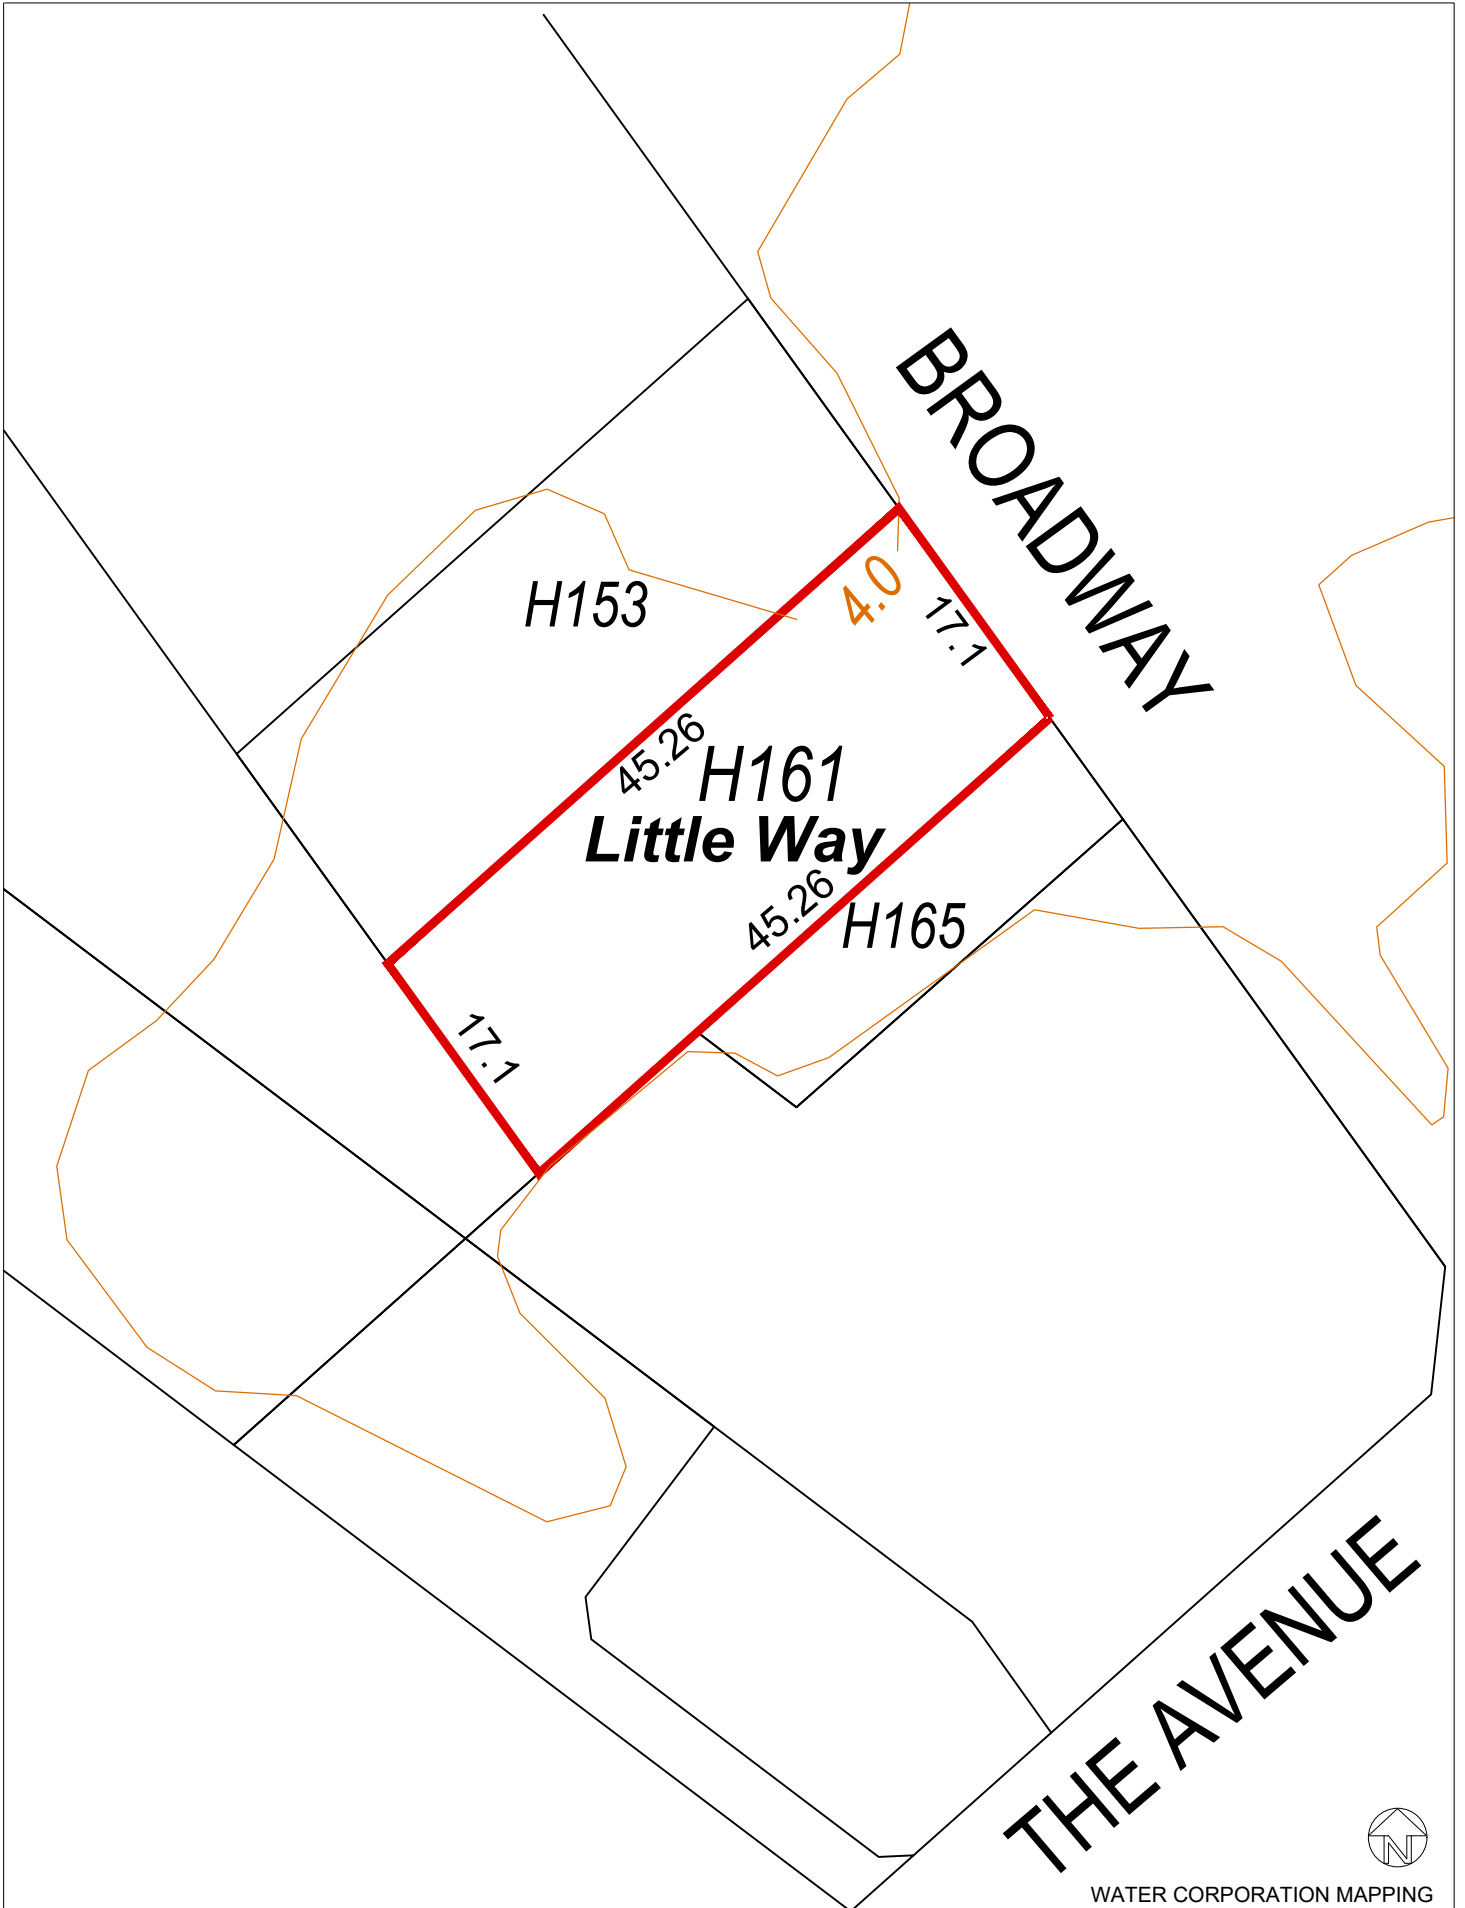 BROADWAY
4.0
H153
17.1
45.26
H161
Little Way
45.26
H165
17.1
THE AVENUE
N
WATER CORPORATION MAPPING